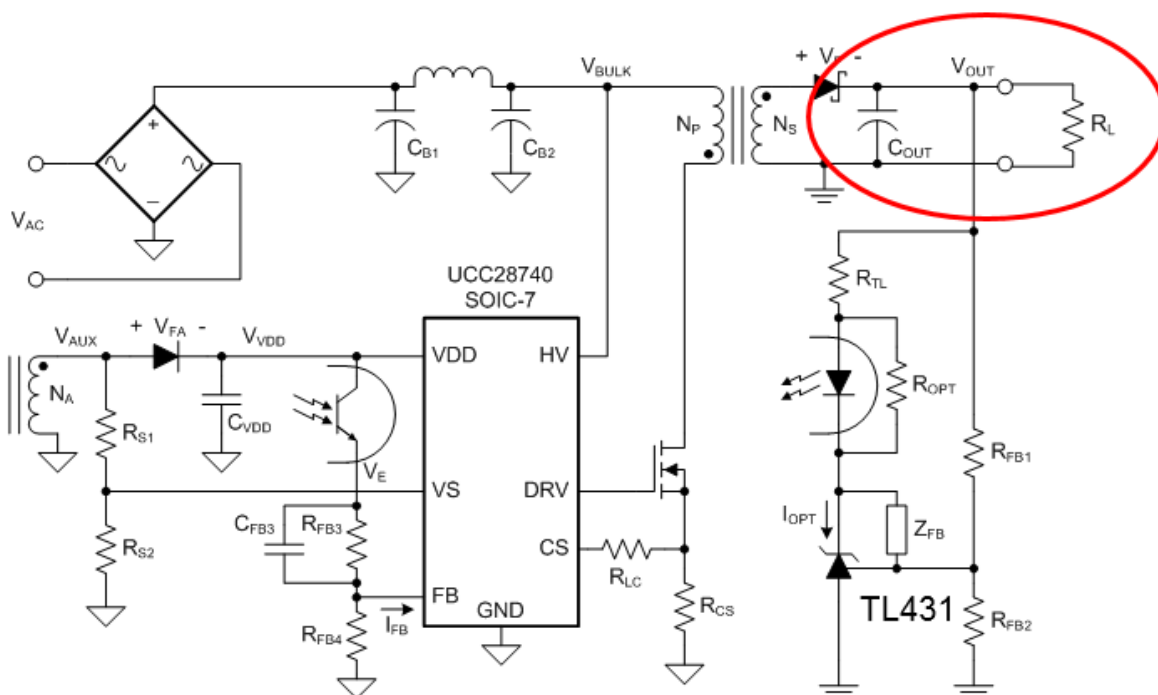 V_BULK
+ V -
V_OUT
C_B1
C_B2
N_P
N_S
C_OUT
R_L
V_AC
+
−
UCC28740
SOIC-7
R_TL
V_AUX
+ V_FA -
V_VDD
VDD
HV
N_A
R_S1
C_VDD
R_OPT
V_E
VS
DRV
R_FB1
C_FB3
R_FB3
I_OPT
Z_FB
R_S2
CS
R_LC
FB
GND
I_FB
R_CS
TL431
R_FB4
R_FB2